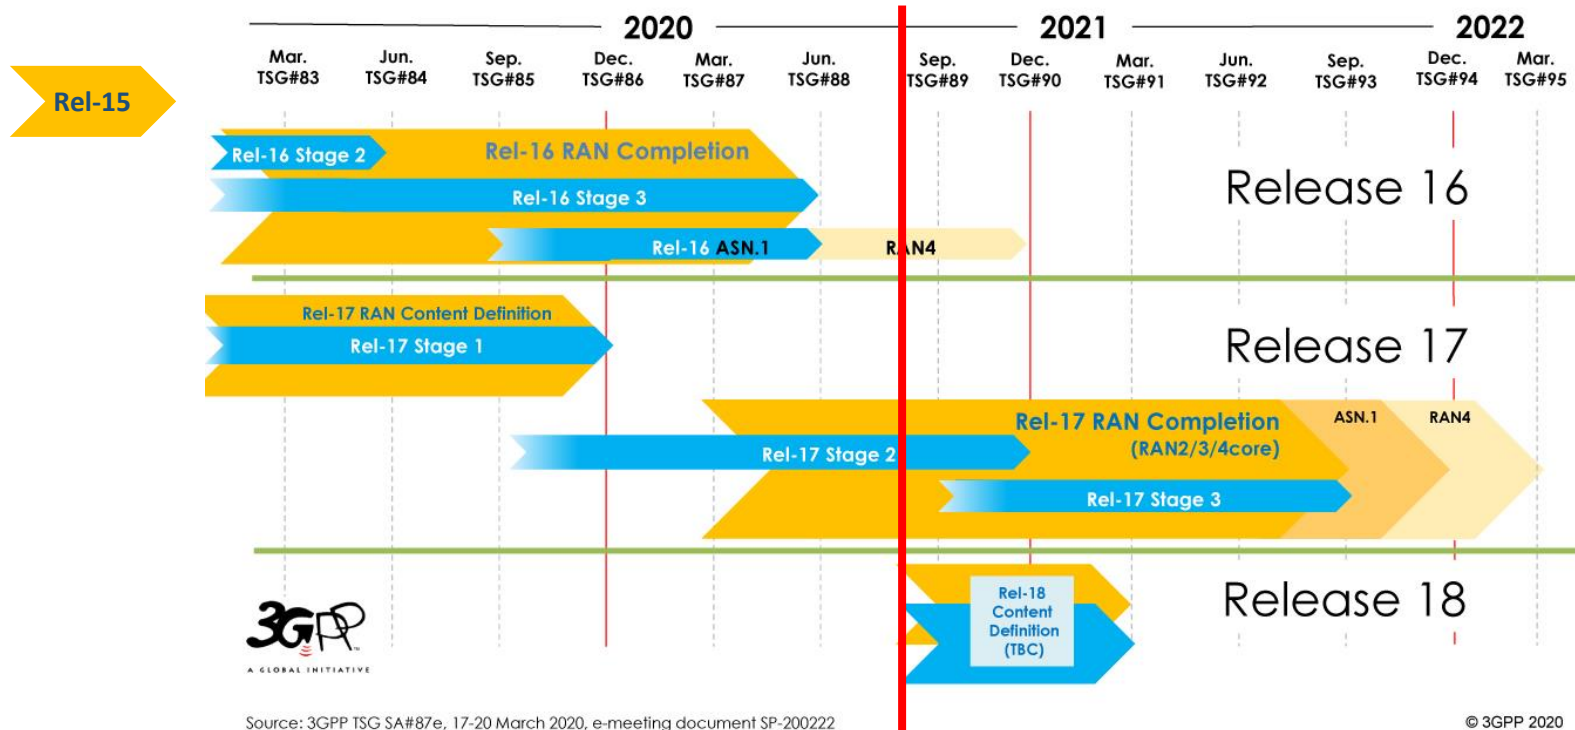 2020 2021 2022
Mar. Jun. Sep. Dec. Mar. Jun. Sep. Dec. Mar. Jun. Sep. Dec. Mar.
TSG#83 TSG#84 TSG#85 TSG#86 TSG#87 TSG#88 TSG#89 TSG#90 TSG#91 TSG#92 TSG#93 TSG#94 TSG#95
Rel-15
Rel-16 Stage 2
Rel-16 RAN Completion
Rel-16 Stage 3
Release 16
Rel-16 ASN.1
RAN4
Rel-17 RAN Content Definition
Rel-17 Stage 1
Release 17
Rel-17 RAN Completion
(RAN2/3/4core)
ASN.1
RAN4
Rel-17 Stage 2
Rel-17 Stage 3
Rel-18
Content
Definition
(TBC)
Release 18
3GPP
TM
A GLOBAL INITIATIVE
Source: 3GPP TSG SA#87e, 17-20 March 2020, e-meeting document SP-200222
© 3GPP 2020